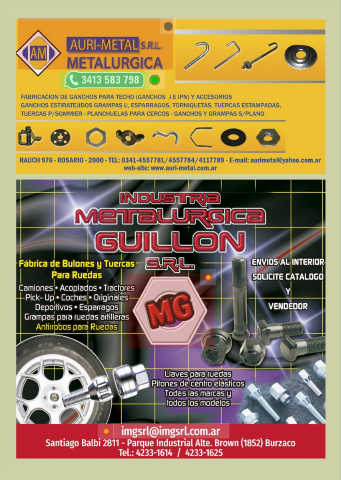 AM
AURI-METAL S.R.L.
METALURGICA
3413 583 798
FABRICACION DE GANCHOS PARA TECHO (GANCHOS J E IPN) Y ACCESORIOS
GANCHOS ESTIRATEJIDOS GRAMPAS U, ESPARRAGOS, TORNIQUETAS, TUERCAS ESTAMPADAS,
TUERCAS P/SOMMIER - PLANCHUELAS PARA CERCOS - GANCHOS Y GRAMPAS S/PLANO
RAUCH 976 - ROSARIO - 2000 - TEL: 0341-4557781/4557784/4117789 - E-mail: aurimetal@yahoo.com.ar
web-site: www.auri-metal.com.ar
INDUSTRIA
METALURGICA
GUILLON
S.R.L.
Fábrica de Bulones y Tuercas
Para Ruedas
Camiones • Acoplados • Tractores
Pick-Up • Coches • Originales
Deportivos • Esparragos
Grampas para ruedas artilleras
Antirrobos para Ruedas
ENVIOS AL INTERIOR
SOLICITE CATALOGO
Y
VENDEDOR
MG
Llaves para ruedas
Pitones de centro elásticos
Todas las marcas y
todos los modelos
imgsrl@imgsrl.com.ar
Santiago Balbi 2811 - Parque Industrial Alte. Brown (1852) Burzaco
Tel.: 4233-1614 / 4233-1625